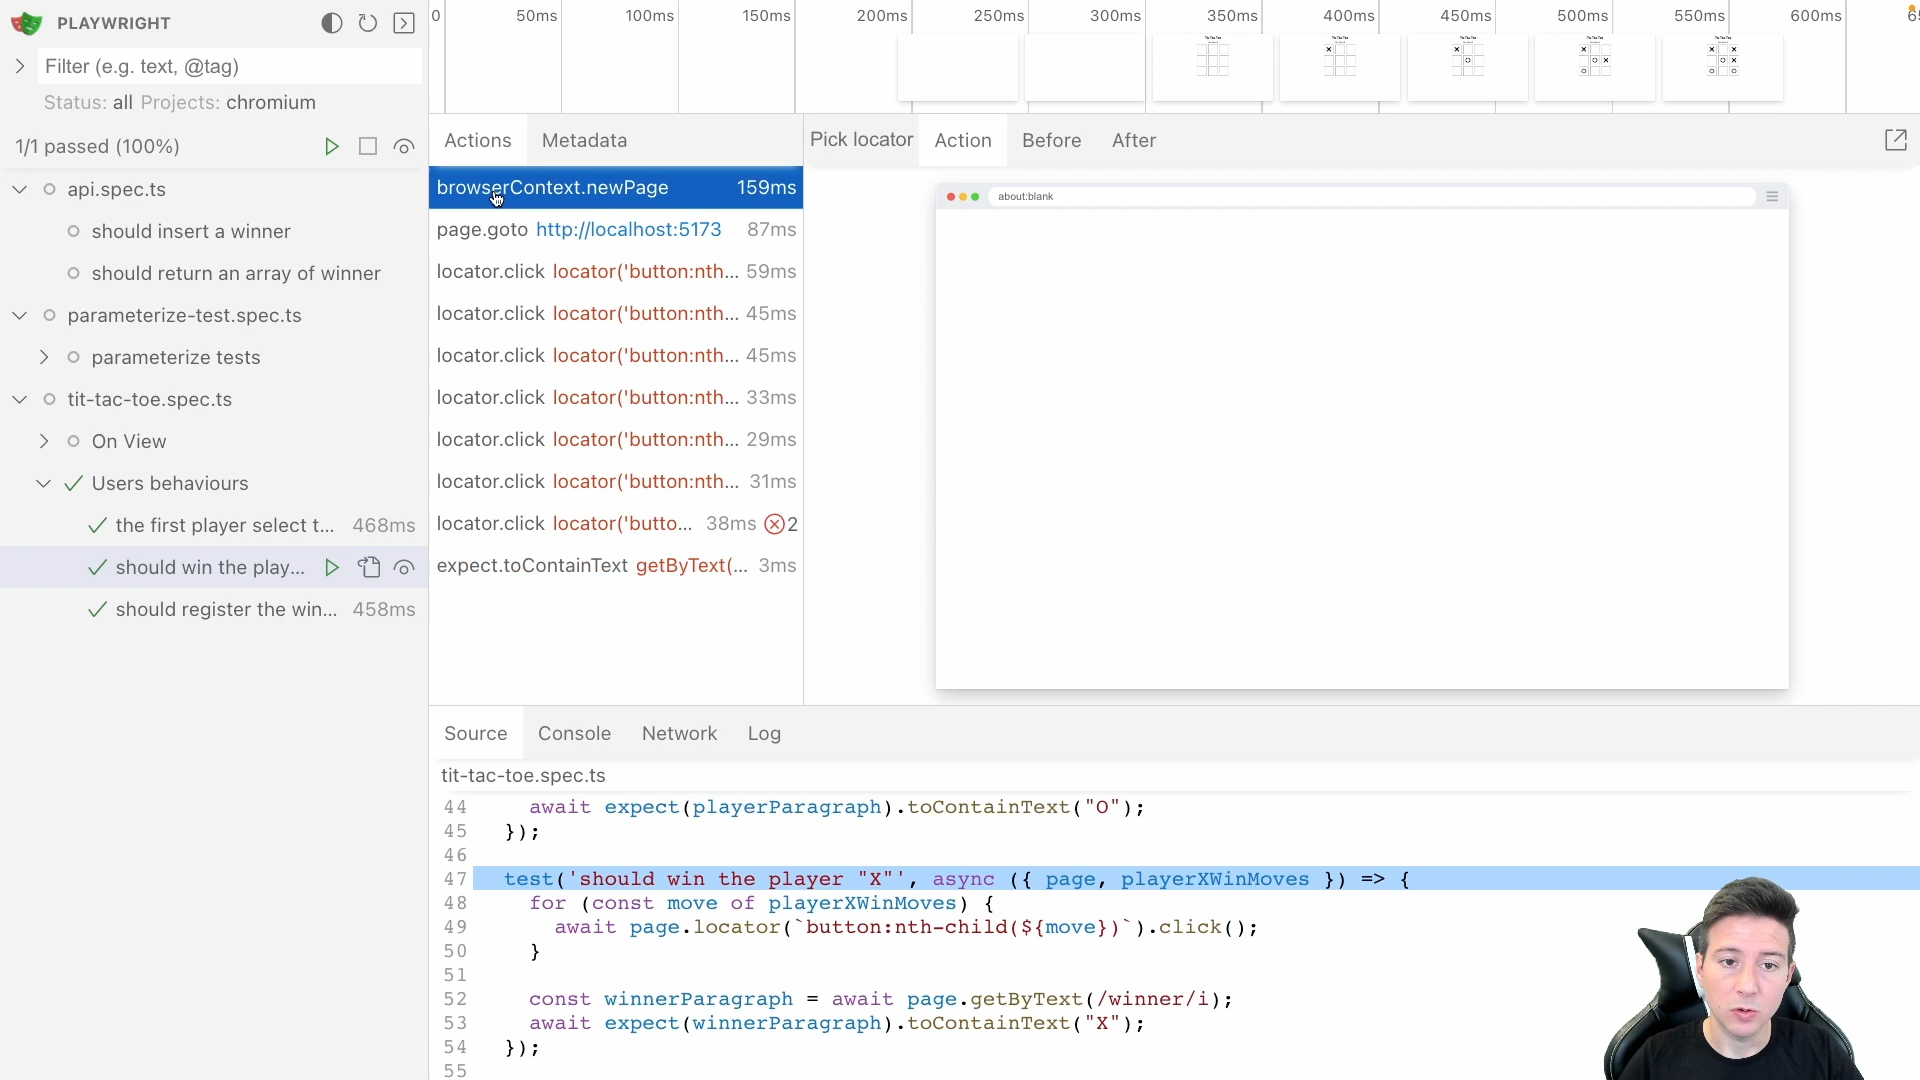 PLAYWRIGHT
Filter (e.g. text, @tag)
Status: all Projects: chromium
1/1 passed (100%)
api.spec.ts
should insert a winner
should return an array of winner
parameterize-test.spec.ts
parameterize tests
tit-tac-toe.spec.ts
On View
Users behaviours
the first player select t... 468ms
should win the play...
should register the win... 458ms
0 50ms 100ms 150ms 200ms 250ms 300ms 350ms 400ms 450ms 500ms 550ms 600ms
Actions Metadata
browserContext.newPage 159ms
page.goto http://localhost:5173 87ms
locator.click locator('button:nth... 59ms
locator.click locator('button:nth... 45ms
locator.click locator('button:nth... 45ms
locator.click locator('button:nth... 33ms
locator.click locator('button:nth... 29ms
locator.click locator('button:nth... 31ms
locator.click locator('butto... 38ms 2
expect.toContainText getByText(... 3ms
Pick locator Action Before After
about:blank
Source Console Network Log
tit-tac-toe.spec.ts
44 await expect(playerParagraph).toContainText("O");
45 });
46
47 test('should win the player "X"', async ({ page, playerXWinMoves }) => {
48 for (const move of playerXWinMoves) {
49 await page.locator(`button:nth-child(${move})`).click();
50 }
51
52 const winnerParagraph = await page.getByText(/winner/i);
53 await expect(winnerParagraph).toContainText("X");
54 });
55